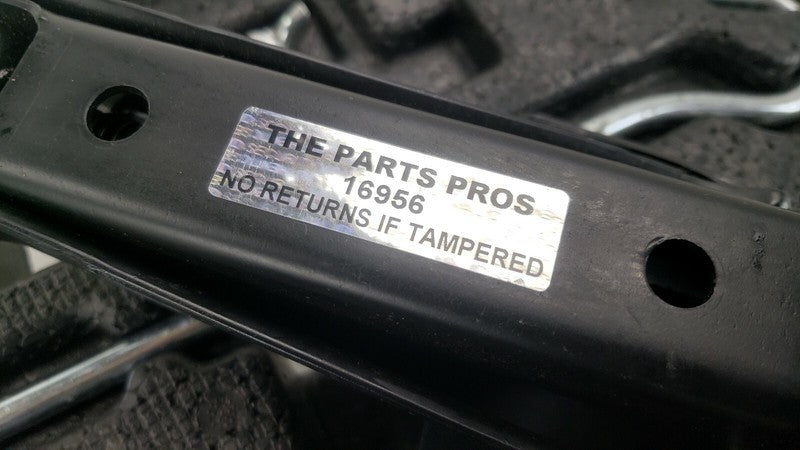 THE PARTS PROS
16956
NO RETURNS IF TAMPERED